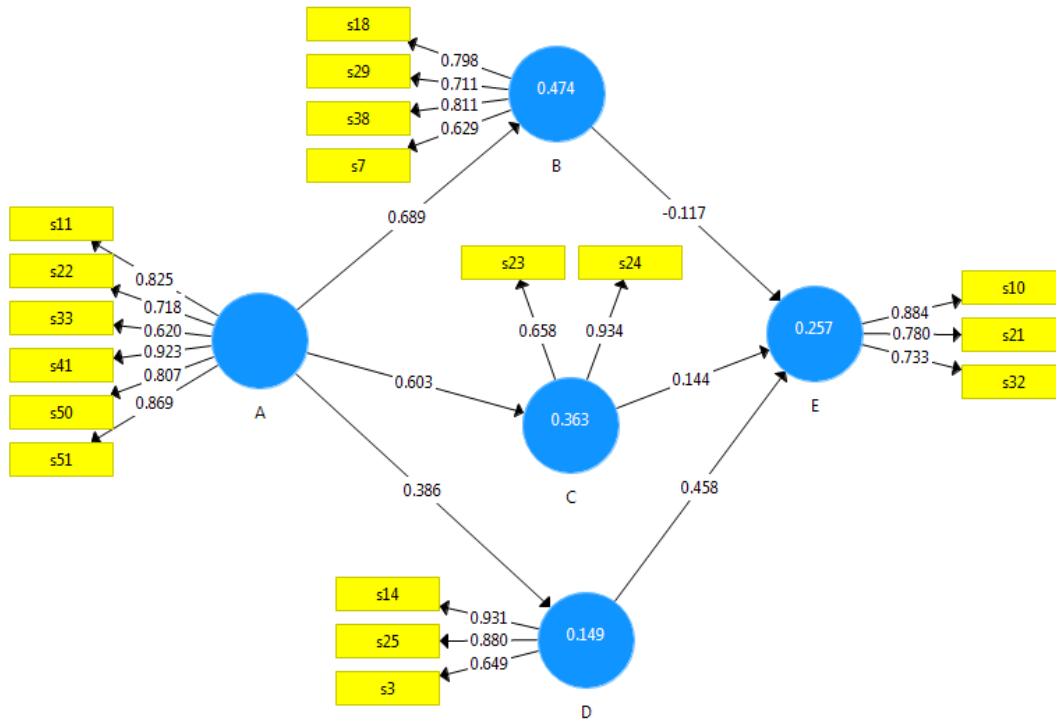 s18
s29
s38
s7
0.798
0.711
0.811
0.629
0.474
B
0.689
-0.117
s11
s22
s33
s41
s50
s51
0.825
0.718
0.620
0.923
0.807
0.869
A
s23
s24
0.658
0.934
0.603
0.363
C
0.144
0.257
E
0.884
0.780
0.733
s10
s21
s32
0.386
0.458
s14
s25
s3
0.931
0.880
0.649
0.149
D